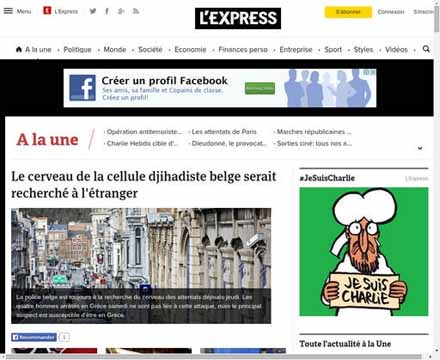 Menu
L'Express
L'EXPRESS
S'abonner
Connexion
S'inscri
A la une
Politique
Monde
Société
Economie
Finances perso
Entreprise
Sport
Styles
Vidéos
Créer un profil Facebook
Ses amis, sa famille et Copains de classe.
Créez un profil!
A la une
Opération antiterroriste...
Les attentats de Paris
Marches républicaines ...
Charlie Hebdo cible d'...
Dieudonné, le provocat...
Sorties ciné: tous nos a...
Le cerveau de la cellule djihadiste belge serait
recherché à l'étranger
La police belge est toujours à la recherche du cerveau des attentats déjoués jeudi. Les
quatre hommes arrêtés en Grèce samedi ne sont pas liés à cette attaque, mais le principal
suspect est susceptible d'être en Grèce.
Recommander
#JeSuisCharlie
L'Express
JE SUIS
CHARLIE
Toute l'actualité à la Une